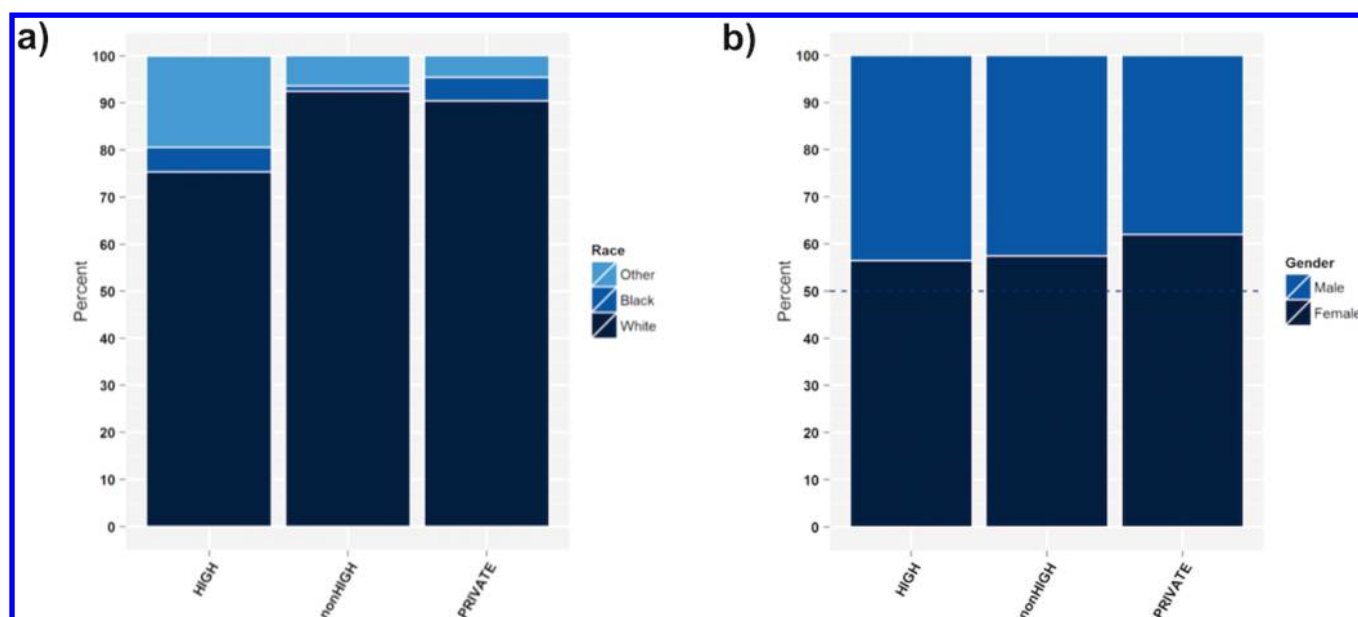 a)
100
90
80
70
60
50
40
30
20
10
0
Percent
HIGH
nonHIGH
PRIVATE
Race
Other
Black
White
b)
100
90
80
70
60
50
40
30
20
10
0
Percent
HIGH
nonHIGH
PRIVATE
Gender
Male
Female